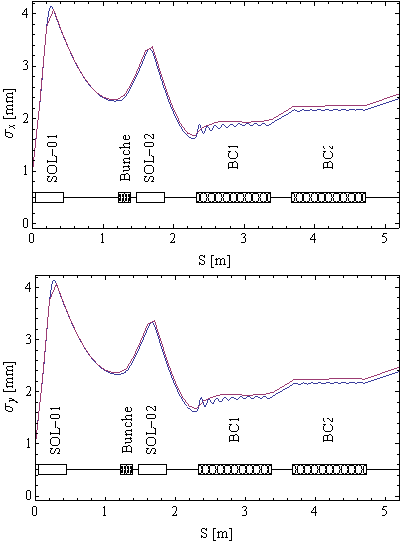 4
3
2
1
0
σx [mm]
SOL-01
Bunche
SOL-02
BC1
BC2
0
1
2
3
4
5
S [m]
4
3
2
1
0
σy [mm]
SOL-01
Bunche
SOL-02
BC1
BC2
0
1
2
3
4
5
S [m]